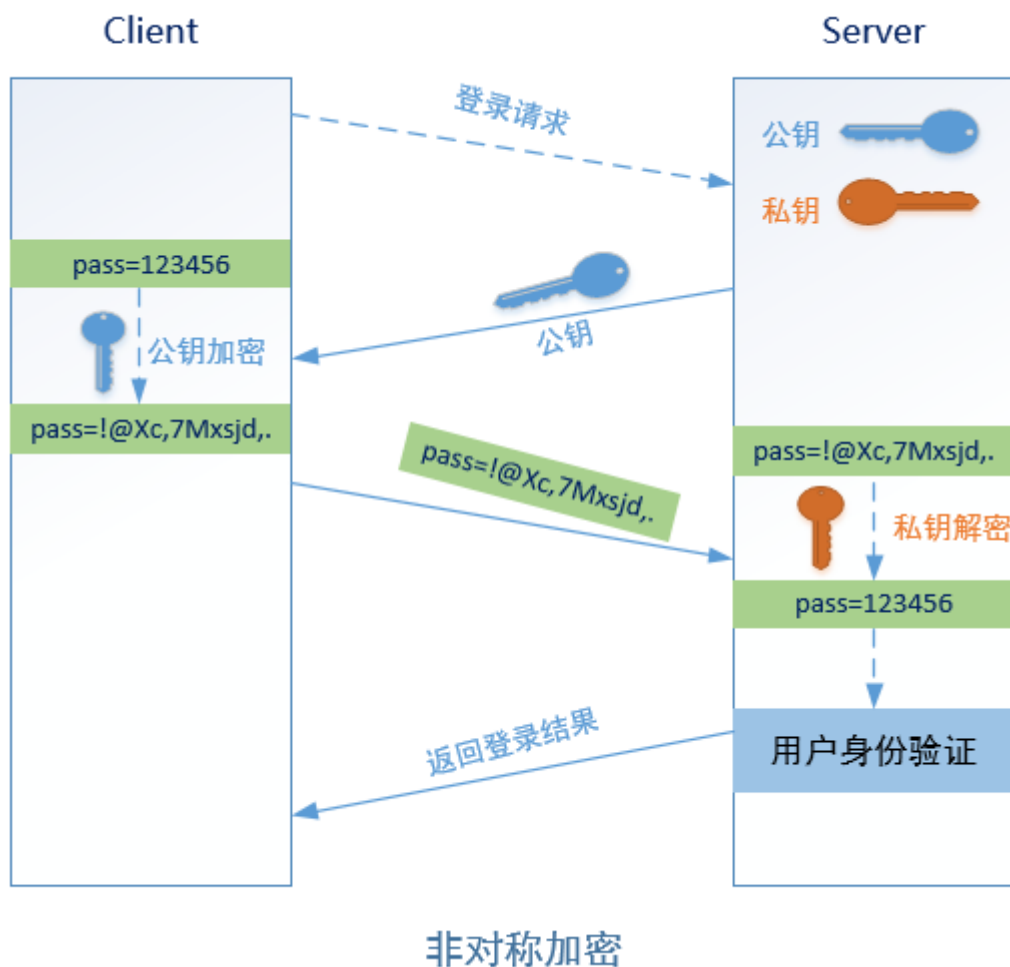 Client
Server
登录请求
公钥
私钥
pass=123456
公钥
公钥加密
pass=!@Xc,7Mxsjd,.
pass=!@Xc,7Mxsjd,.
pass=!@Xc,7Mxsjd,.
私钥解密
pass=123456
返回登录结果
用户身份验证
非对称加密